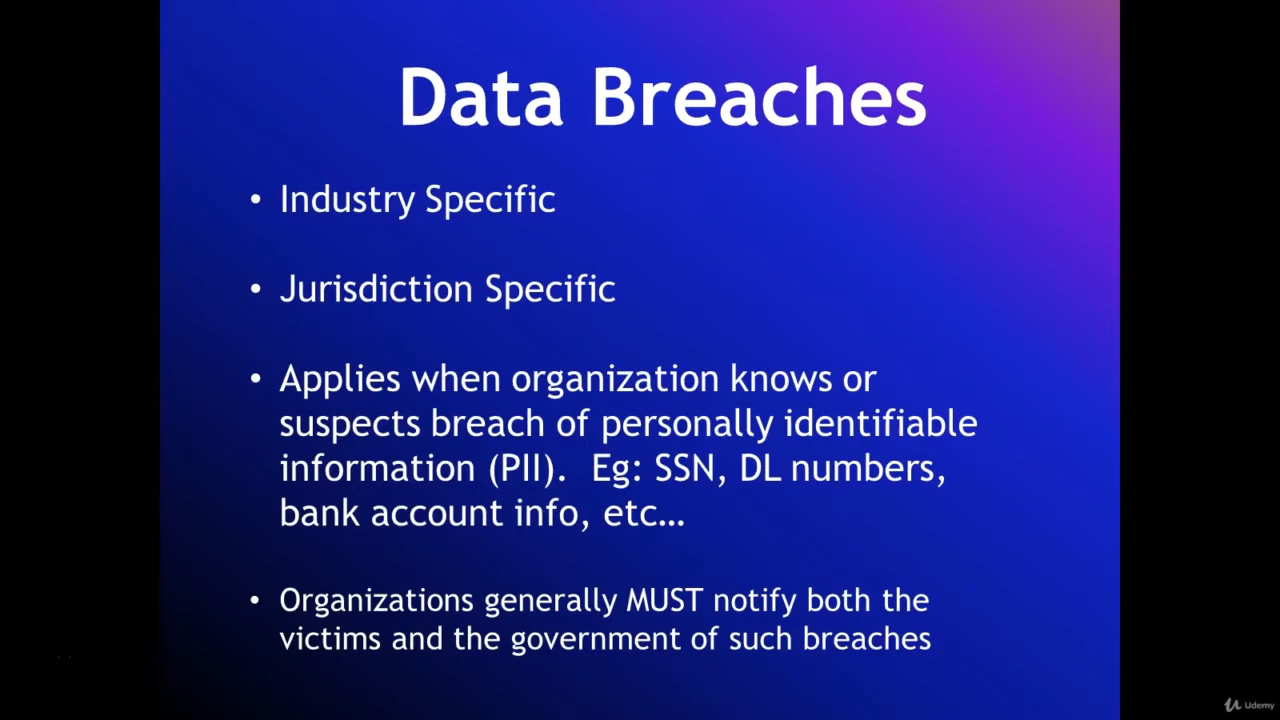 Data Breaches
• Industry Specific
• Jurisdiction Specific
• Applies when organization knows or
suspects breach of personally identifiable
information (PII).  Eg: SSN, DL numbers,
bank account info, etc…
• Organizations generally MUST notify both the
victims and the government of such breaches
Udemy